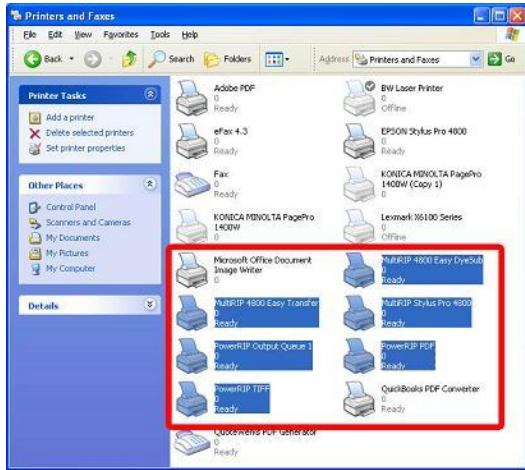 Printers and Faxes
File Edit View Favorites Tools Help
Back Search Folders Address Printers and Faxes Go
Printer Tasks
Add a printer
Delete selected printers
Set printer properties
Other Places
Control Panel
Scanners and Cameras
My Documents
My Pictures
My Computer
Details
Adobe PDF
0
Ready
BW Laser Printer
0
Offline
eFax 4.3
0
Ready
EPSON Stylus Pro 4800
0
Ready
Fax
0
Ready
KONICA MINOLTA PagePro
1400W (Copy 1)
0
KONICA MINOLTA PagePro
1400W
0
Lexmark X6100 Series
0
Offline
Microsoft Office Document
Image Writer
0
MultiRIP 4800 Easy DyeSub
0
Ready
MultiRIP 4800 Easy Transfer
0
Ready
MultiRIP Stylus Pro 4800
0
Ready
PowerRIP Output Queue 1
0
Ready
PowerRIP PDF
0
Ready
PowerRIP TIFF
0
Ready
QuickBooks PDF Converter
0
Ready
QuoteWerks PDF Generator
0
Ready